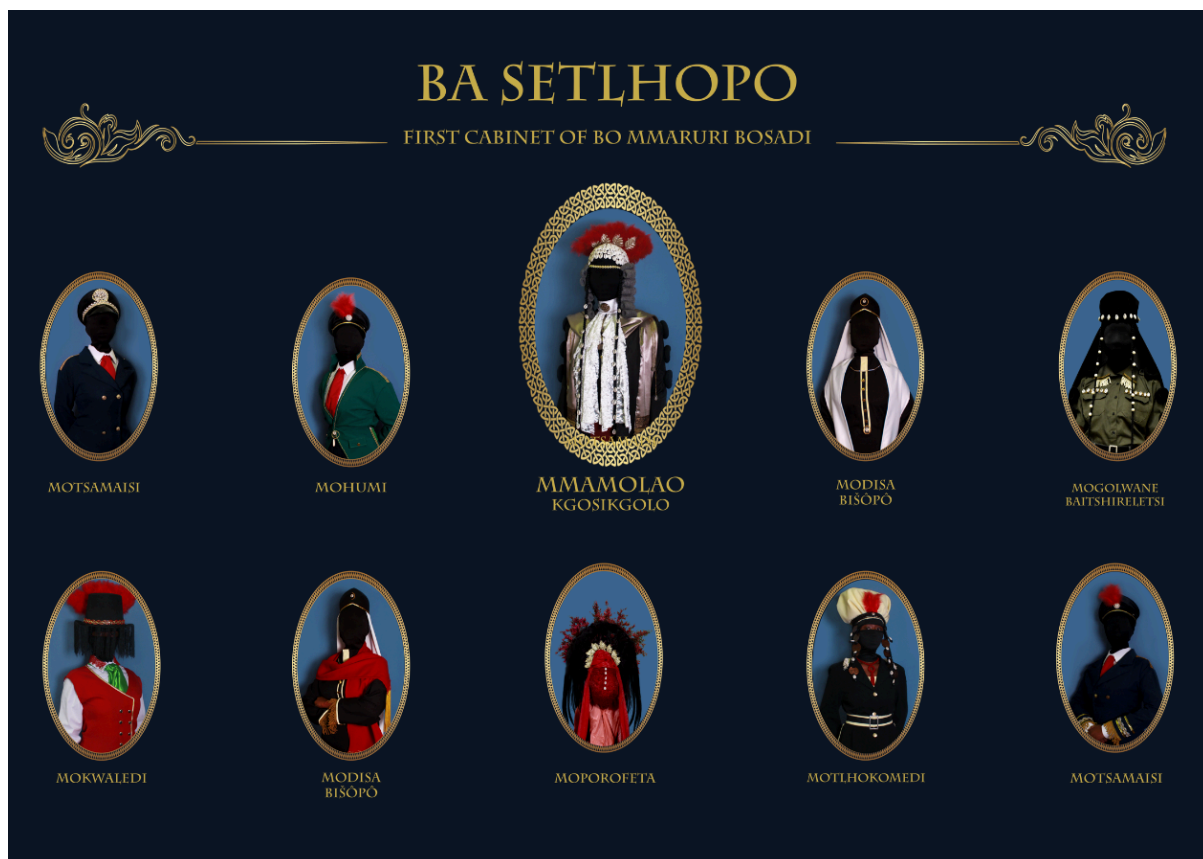 BA SETLHOPO
FIRST CABINET OF BO MMARURI BOSADI
MOTSAMAISI
MOHUMI
MMAMOLAO
KGOSIKGOLO
MODISA
BIŠÔPÔ
MOGOLWANE
BAITSHIRELETSI
MOKWALEDI
MODISA
BIŠÔPÔ
MOPOROFETA
MOTLHOKOMEDI
MOTSAMAISI